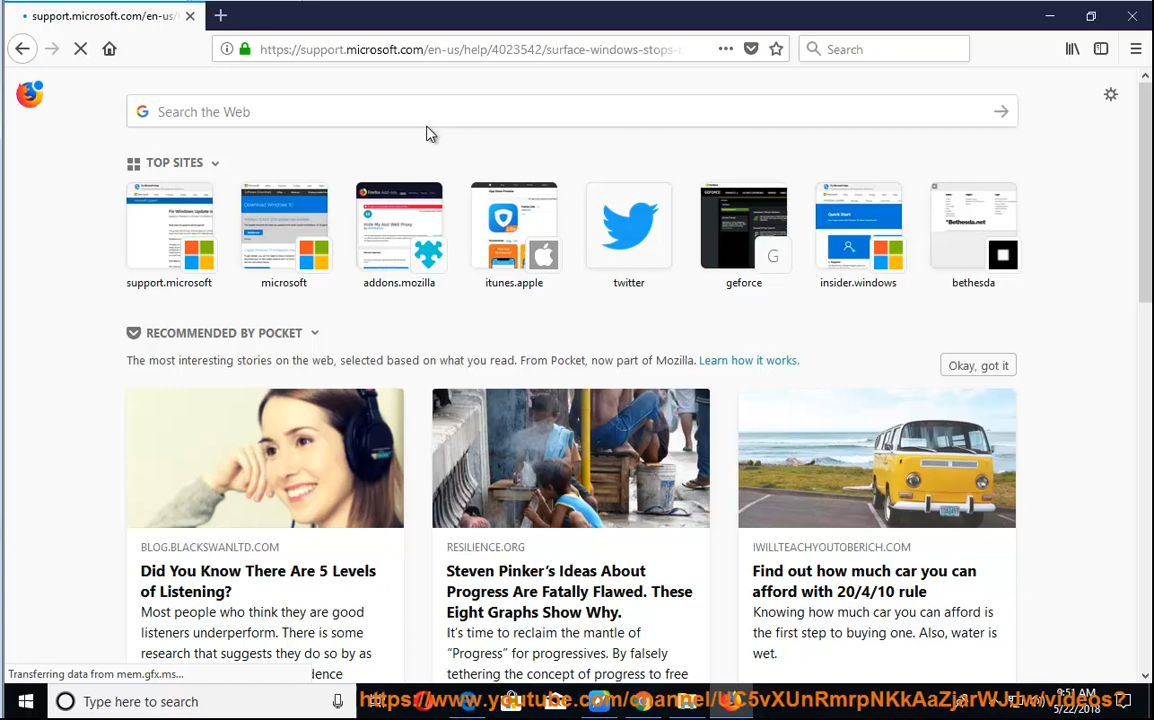 support.microsoft.com/en-us/
https://support.microsoft.com/en-us/help/4023542/surface-windows-stops-
Search
Search the Web
TOP SITES
support.microsoft
microsoft
addons.mozilla
itunes.apple
twitter
geforce
insider.windows
bethesda
RECOMMENDED BY POCKET
The most interesting stories on the web, selected based on what you read. From Pocket, now part of Mozilla. Learn how it works.
Okay, got it
BLOG.BLACKSWANLTD.COM
Did You Know There Are 5 Levels
of Listening?
Most people who think they are good
listeners underperform. There is some
research that suggests they do so by as
RESILIENCE.ORG
Steven Pinker's Ideas About
Progress Are Fatally Flawed. These
Eight Graphs Show Why.
It's time to reclaim the mantle of
"Progress" for progressives. By falsely
tethering the concept of progress to free
IWILLTEACHYOUTOBERICH.COM
Find out how much car you can
afford with 20/4/10 rule
Knowing how much car you can afford is
the first step to buying one. Also, water is
wet.
Transferring data from mem.gfx.ms...
Type here to search
9:51 AM
5/22/2018